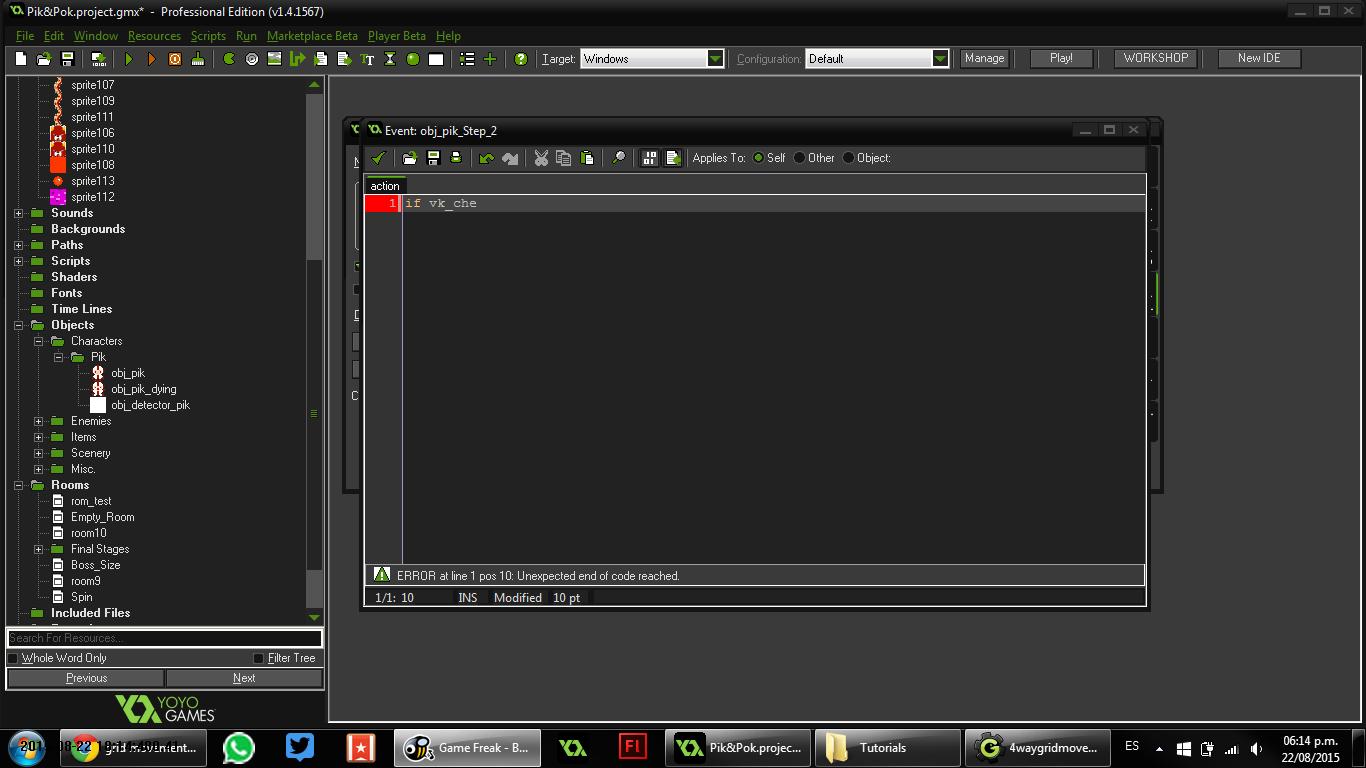 Pik&Pok.project.gmx* - Professional Edition (v1.4.1567)
File Edit Window Resources Scripts Run Marketplace Beta Player Beta Help
Target: Windows Configuration: Default Manage Play! WORKSHOP New IDE
sprite107
sprite109
sprite111
sprite106
sprite110
sprite108
sprite113
sprite112
Sounds
Backgrounds
Paths
Scripts
Shaders
Fonts
Time Lines
Objects
Characters
Pik
obj_pik
obj_pik_dying
obj_detector_pik
Enemies
Items
Scenery
Misc.
Rooms
rom_test
Empty_Room
room10
Final Stages
Boss_Size
room9
Spin
Included Files
Search For Resources...
Whole Word Only Filter Tree
Previous Next
YOYO
GAMES
Event: obj_pik_Step_2
Applies To: Self Other Object:
action
1 if vk_che
ERROR at line 1 pos 10: Unexpected end of code reached.
1/1: 10 INS Modified 10 pt
grid movement... Game Freak - B... Fl Pik&Pok.projec... Tutorials 4waygridmove... ES
06:14 p.m.
22/08/2015